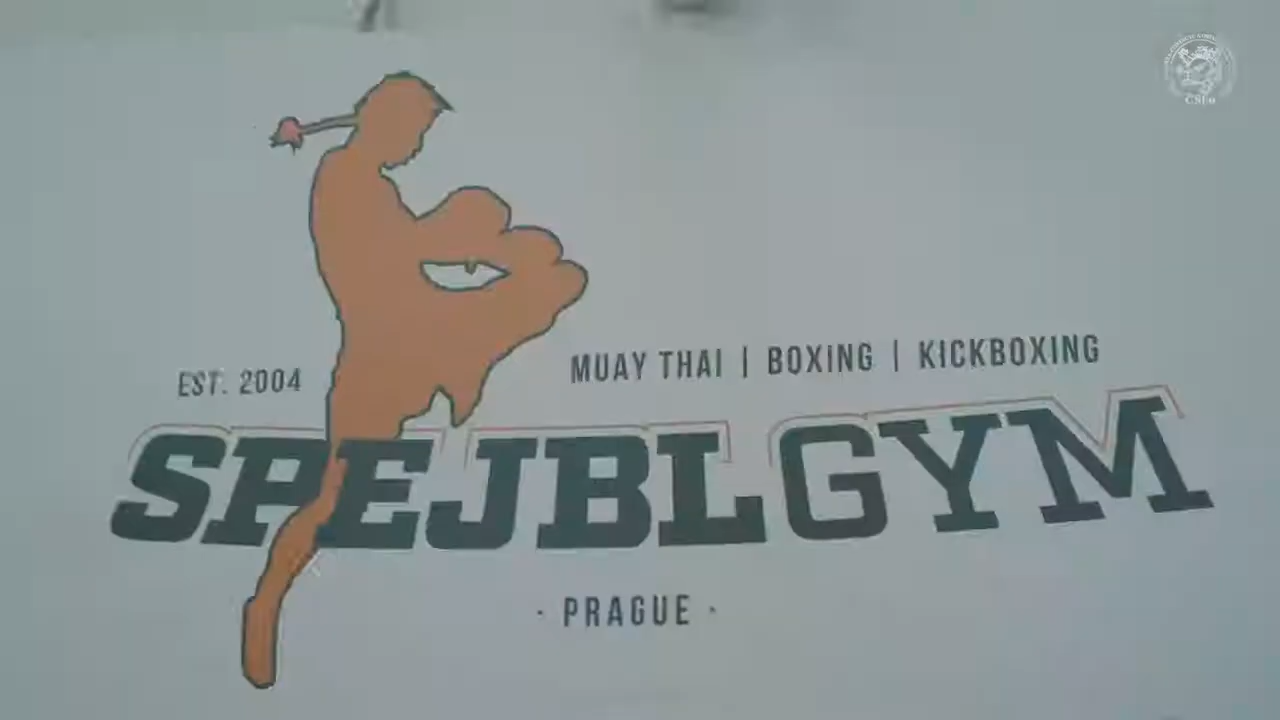 EST. 2004
MUAY THAI | BOXING | KICKBOXING
SPEJBLGYM
· PRAGUE ·